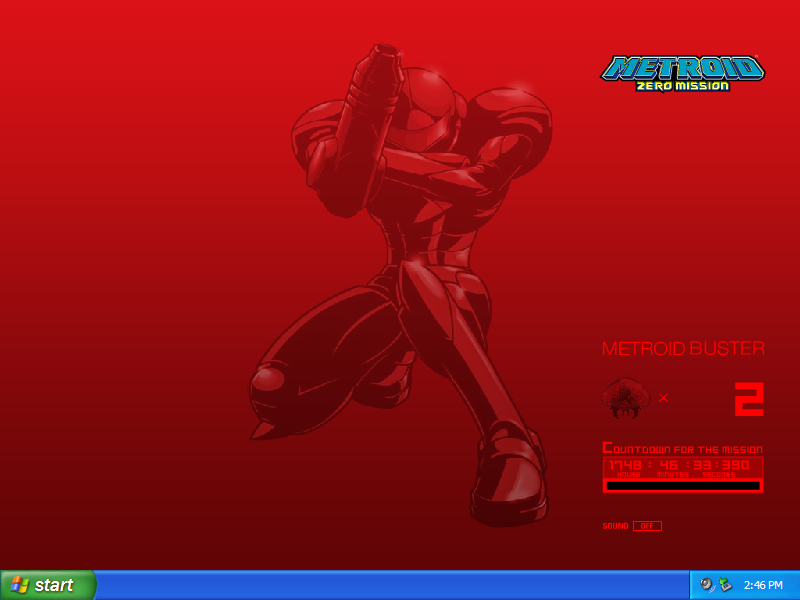 METROID
ZERO MISSION
METROID BUSTER
× 2
COUNTDOWN FOR THE MISSION
1748 : 46 : 33 : 390
HOURS MINUTES SECONDS
SOUND OFF
start
2:46 PM